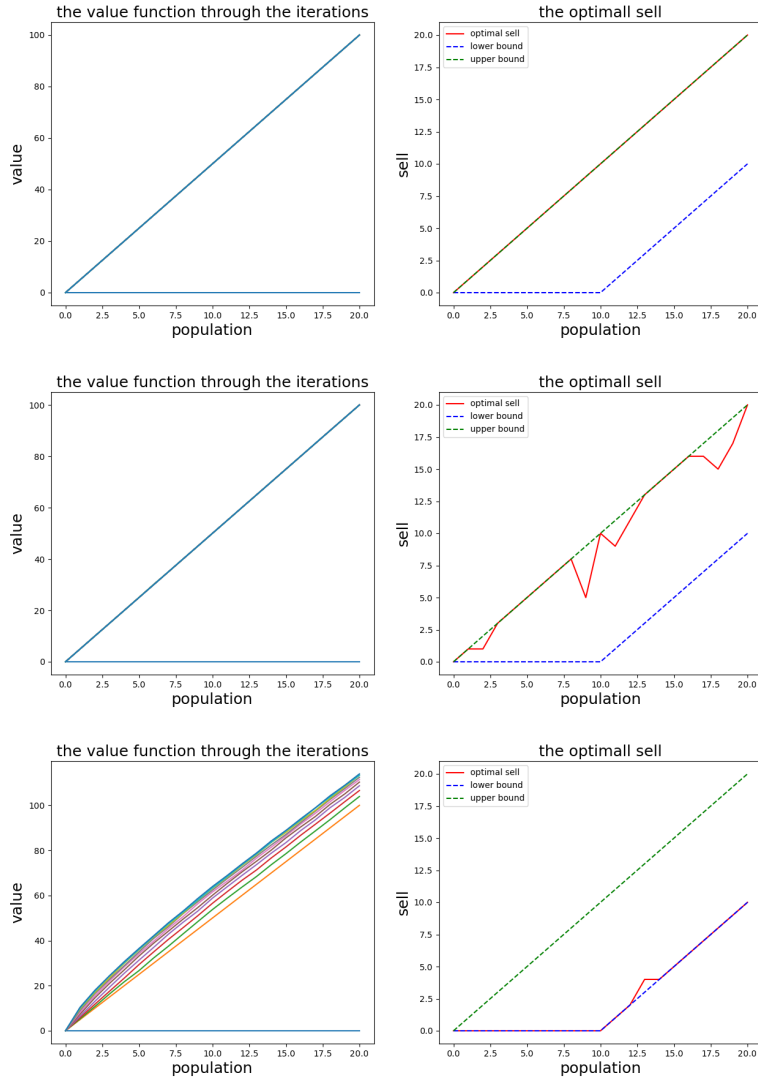 the value function through the iterations
100
80
60
40
20
0
value
0.0 2.5 5.0 7.5 10.0 12.5 15.0 17.5 20.0
population
the optimall sell
optimal sell
lower bound
upper bound
20.0
17.5
15.0
12.5
10.0
7.5
5.0
2.5
0.0
sell
0.0 2.5 5.0 7.5 10.0 12.5 15.0 17.5 20.0
population
the value function through the iterations
100
80
60
40
20
0
value
0.0 2.5 5.0 7.5 10.0 12.5 15.0 17.5 20.0
population
the optimall sell
optimal sell
lower bound
upper bound
20.0
17.5
15.0
12.5
10.0
7.5
5.0
2.5
0.0
sell
0.0 2.5 5.0 7.5 10.0 12.5 15.0 17.5 20.0
population
the value function through the iterations
100
80
60
40
20
0
value
0.0 2.5 5.0 7.5 10.0 12.5 15.0 17.5 20.0
population
the optimall sell
optimal sell
lower bound
upper bound
20.0
17.5
15.0
12.5
10.0
7.5
5.0
2.5
0.0
sell
0.0 2.5 5.0 7.5 10.0 12.5 15.0 17.5 20.0
population